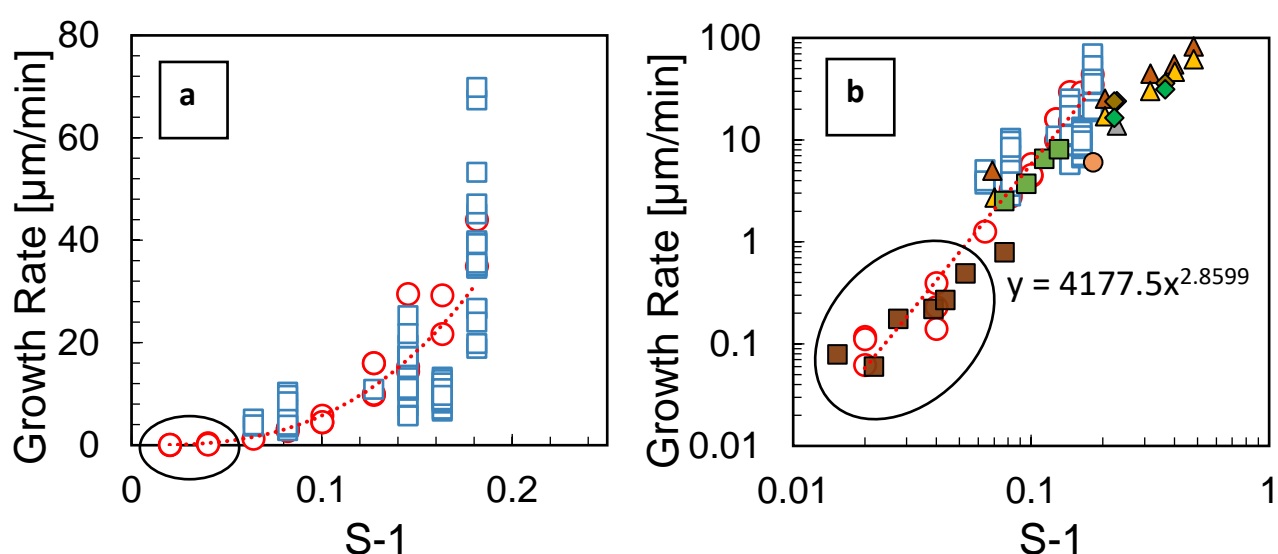 a
80
60
40
20
0
Growth Rate [µm/min]
0
0.1
0.2
S-1
b
100
10
1
0.1
0.01
Growth Rate [µm/min]
y = 4177.5x^2.8599
0.01
0.1
1
S-1